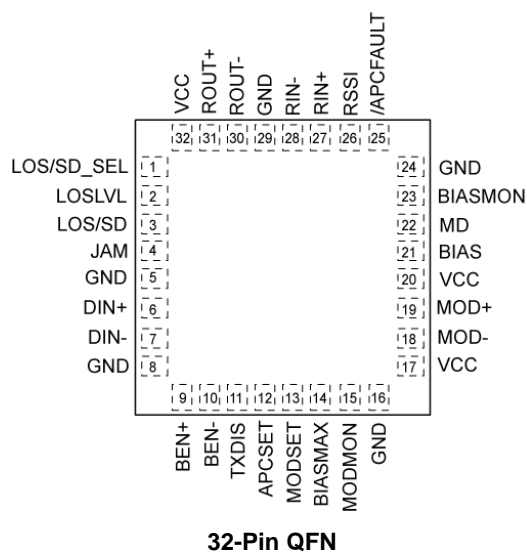 VCC
ROUT+
ROUT-
GND
RIN-
RIN+
RSSI
/APCFAULT
32 31 30 29 28 27 26 25
LOS/SD_SEL 1 24 GND
LOSLVL 2 23 BIASMON
LOS/SD 3 22 MD
JAM 4 21 BIAS
GND 5 20 VCC
DIN+ 6 19 MOD+
DIN- 7 18 MOD-
GND 8 17 VCC
9 10 11 12 13 14 15 16
BEN+
BEN-
TXDIS
APCSET
MODSET
BIASMAX
MODMON
GND
32-Pin QFN